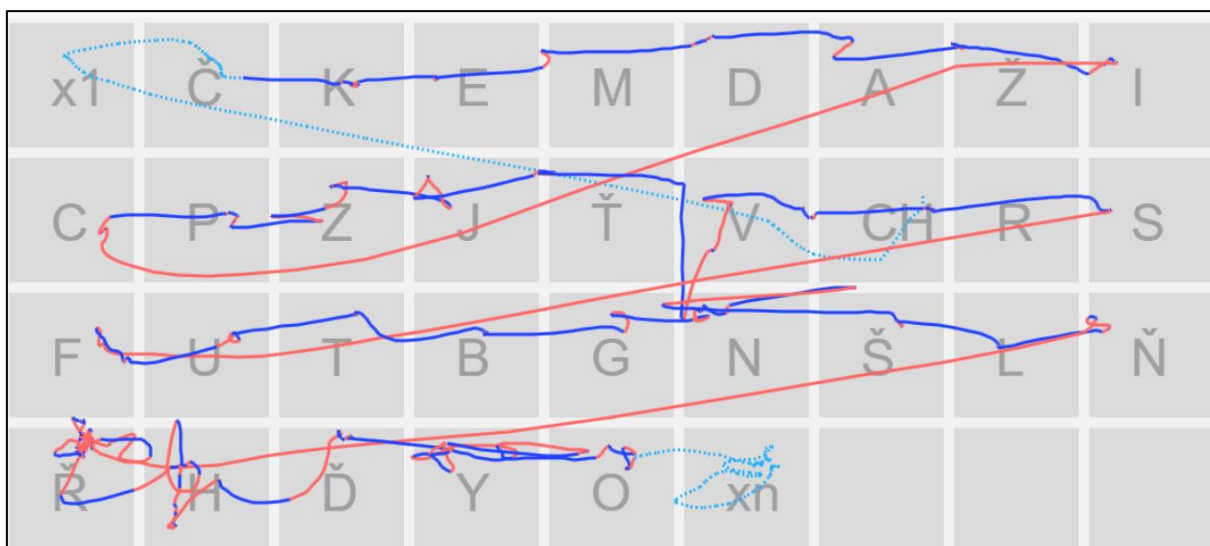 x1 Č K E M D A Ž I
C P Z J Ť V CH R S
F U T B G N Š L Ň
Ř H Ď Y O xn